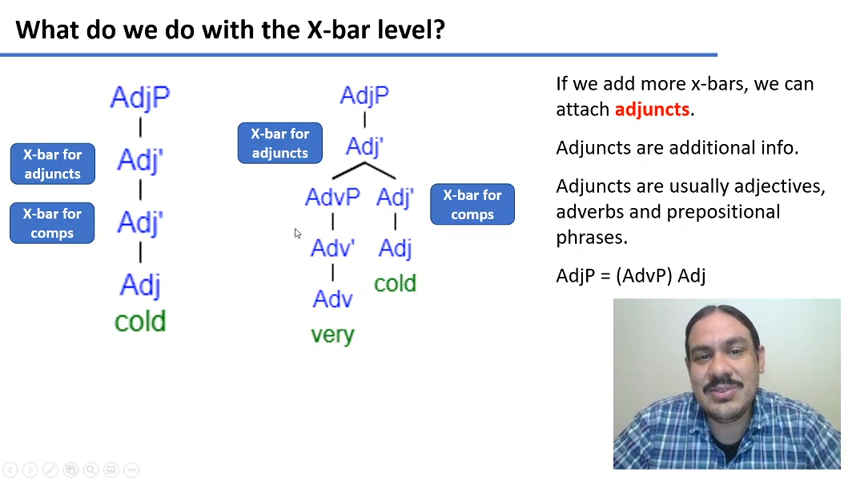 What do we do with the X-bar level?
AdjP
X-bar for
adjuncts
Adj'
X-bar for
comps
Adj'
Adj
cold
AdjP
X-bar for
adjuncts
Adj'
AdvP Adj'
X-bar for
comps
Adv' Adj
cold
Adv
very
If we add more x-bars, we can
attach adjuncts.
Adjuncts are additional info.
Adjuncts are usually adjectives,
adverbs and prepositional
phrases.
AdjP = (AdvP) Adj